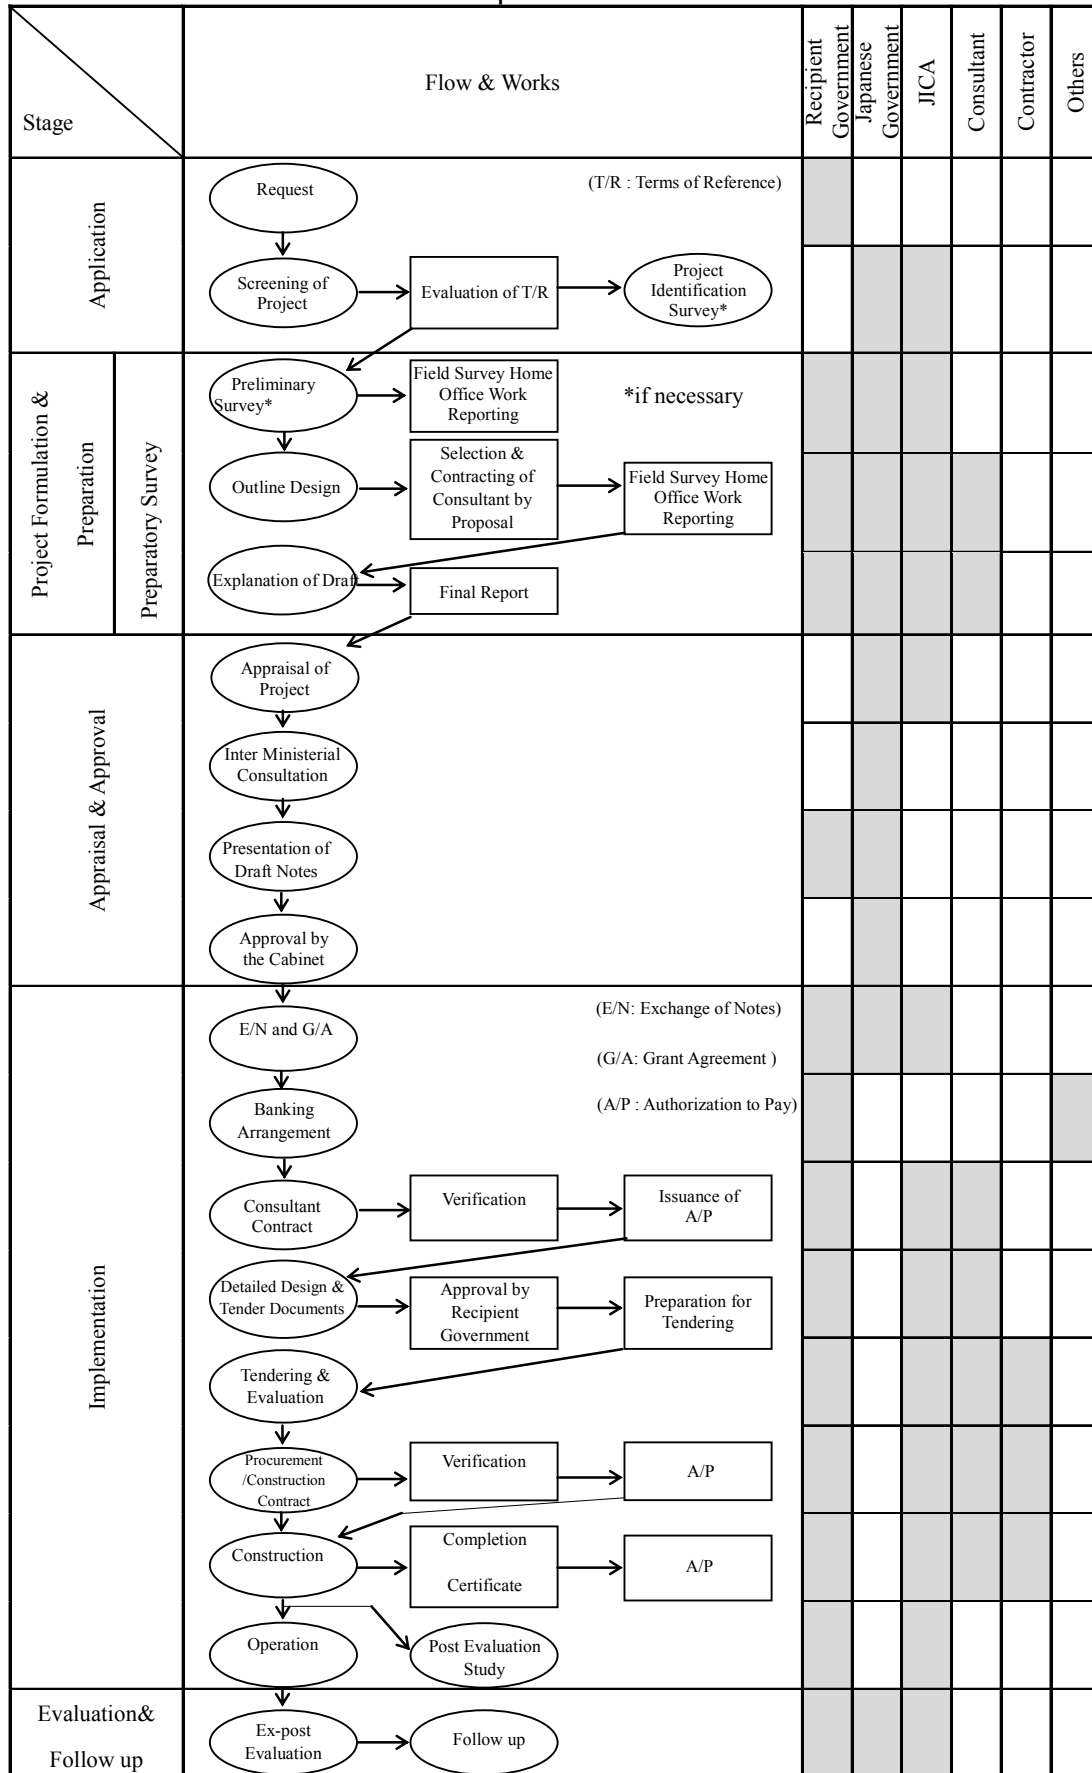 Stage
Flow & Works
Recipient
Government
Japanese
Government
JICA
Consultant
Contractor
Others
Application
Request
(T/R : Terms of Reference)
Screening of
Project
Evaluation of T/R
Project
Identification
Survey*
Project Formulation &
Preparation
Preparatory Survey
Preliminary
Survey*
Field Survey Home
Office Work
Reporting
*if necessary
Outline Design
Selection &
Contracting of
Consultant by
Proposal
Field Survey Home
Office Work
Reporting
Explanation of Draft
Final Report
Appraisal & Approval
Appraisal of
Project
Inter Ministerial
Consultation
Presentation of
Draft Notes
Approval by
the Cabinet
Implementation
E/N and G/A
(E/N: Exchange of Notes)
(G/A: Grant Agreement )
(A/P : Authorization to Pay)
Banking
Arrangement
Consultant
Contract
Verification
Issuance of
A/P
Detailed Design &
Tender Documents
Approval by
Recipient
Government
Preparation for
Tendering
Tendering &
Evaluation
Procurement
/Construction
Contract
Verification
A/P
Construction
Completion
Certificate
A/P
Operation
Post Evaluation
Study
Evaluation&
Follow up
Ex-post
Evaluation
Follow up